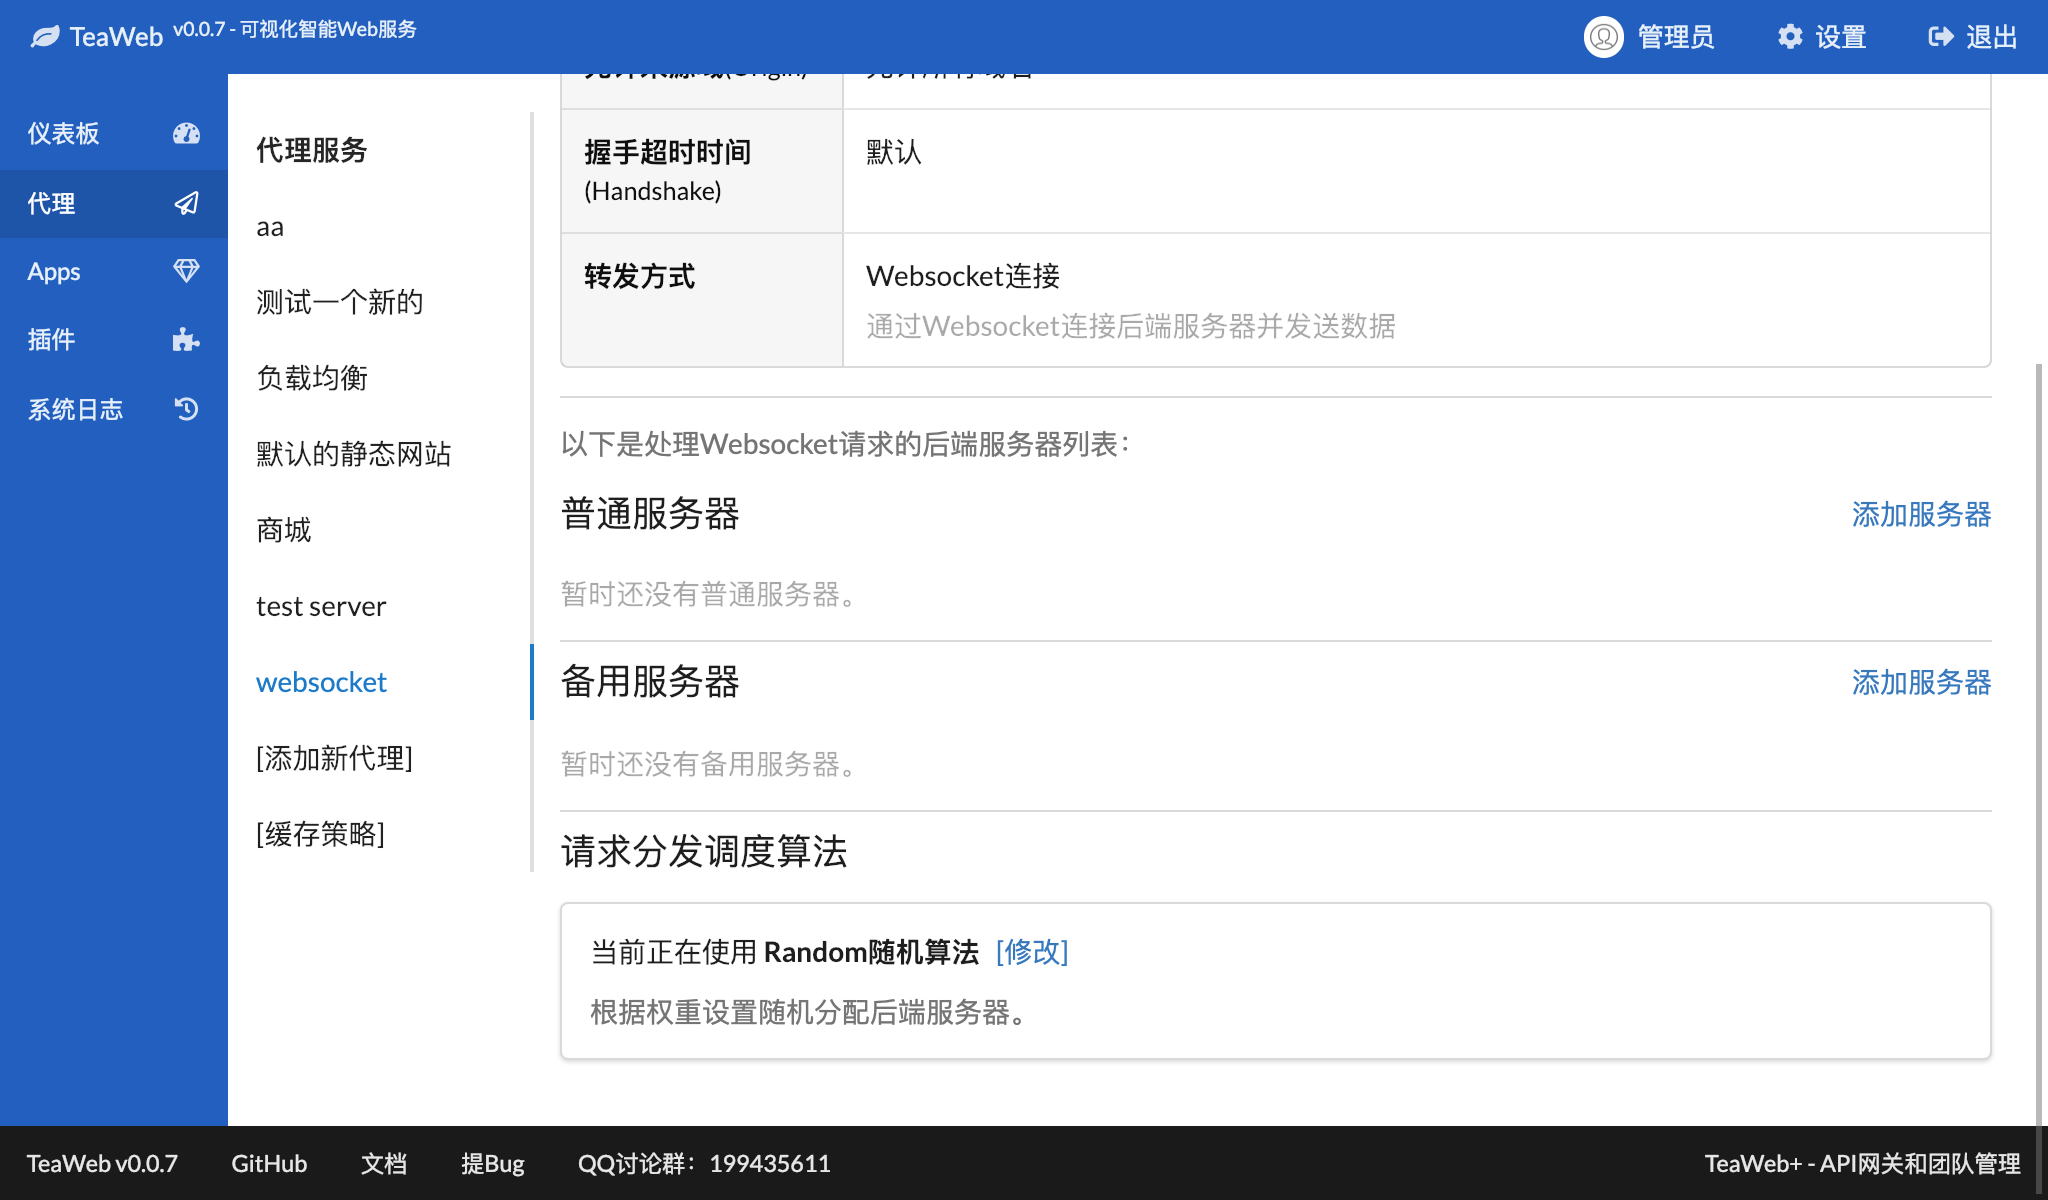 TeaWeb v0.0.7 - 可视化智能Web服务
管理员
设置
退出
仪表板
代理
Apps
插件
系统日志
代理服务
aa
测试一个新的
负载均衡
默认的静态网站
商城
test server
websocket
[添加新代理]
[缓存策略]
握手超时时间
(Handshake)
默认
转发方式
Websocket连接
通过Websocket连接后端服务器并发送数据
以下是处理Websocket请求的后端服务器列表：
普通服务器
添加服务器
暂时还没有普通服务器。
备用服务器
添加服务器
暂时还没有备用服务器。
请求分发调度算法
当前正在使用 Random随机算法 [修改]
根据权重设置随机分配后端服务器。
TeaWeb v0.0.7
GitHub
文档
提Bug
QQ讨论群：199435611
TeaWeb+ - API网关和团队管理